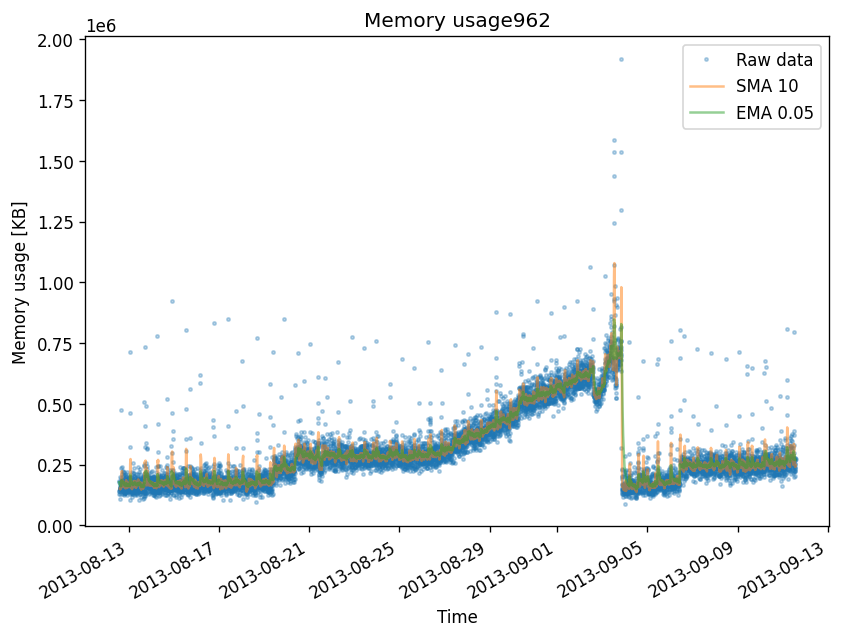 Memory usage962
1e6
Raw data
SMA 10
EMA 0.05
2.00
1.75
1.50
1.25
1.00
0.75
0.50
0.25
0.00
Memory usage [KB]
2013-08-13
2013-08-17
2013-08-21
2013-08-25
2013-08-29
2013-09-01
2013-09-05
2013-09-09
2013-09-13
Time